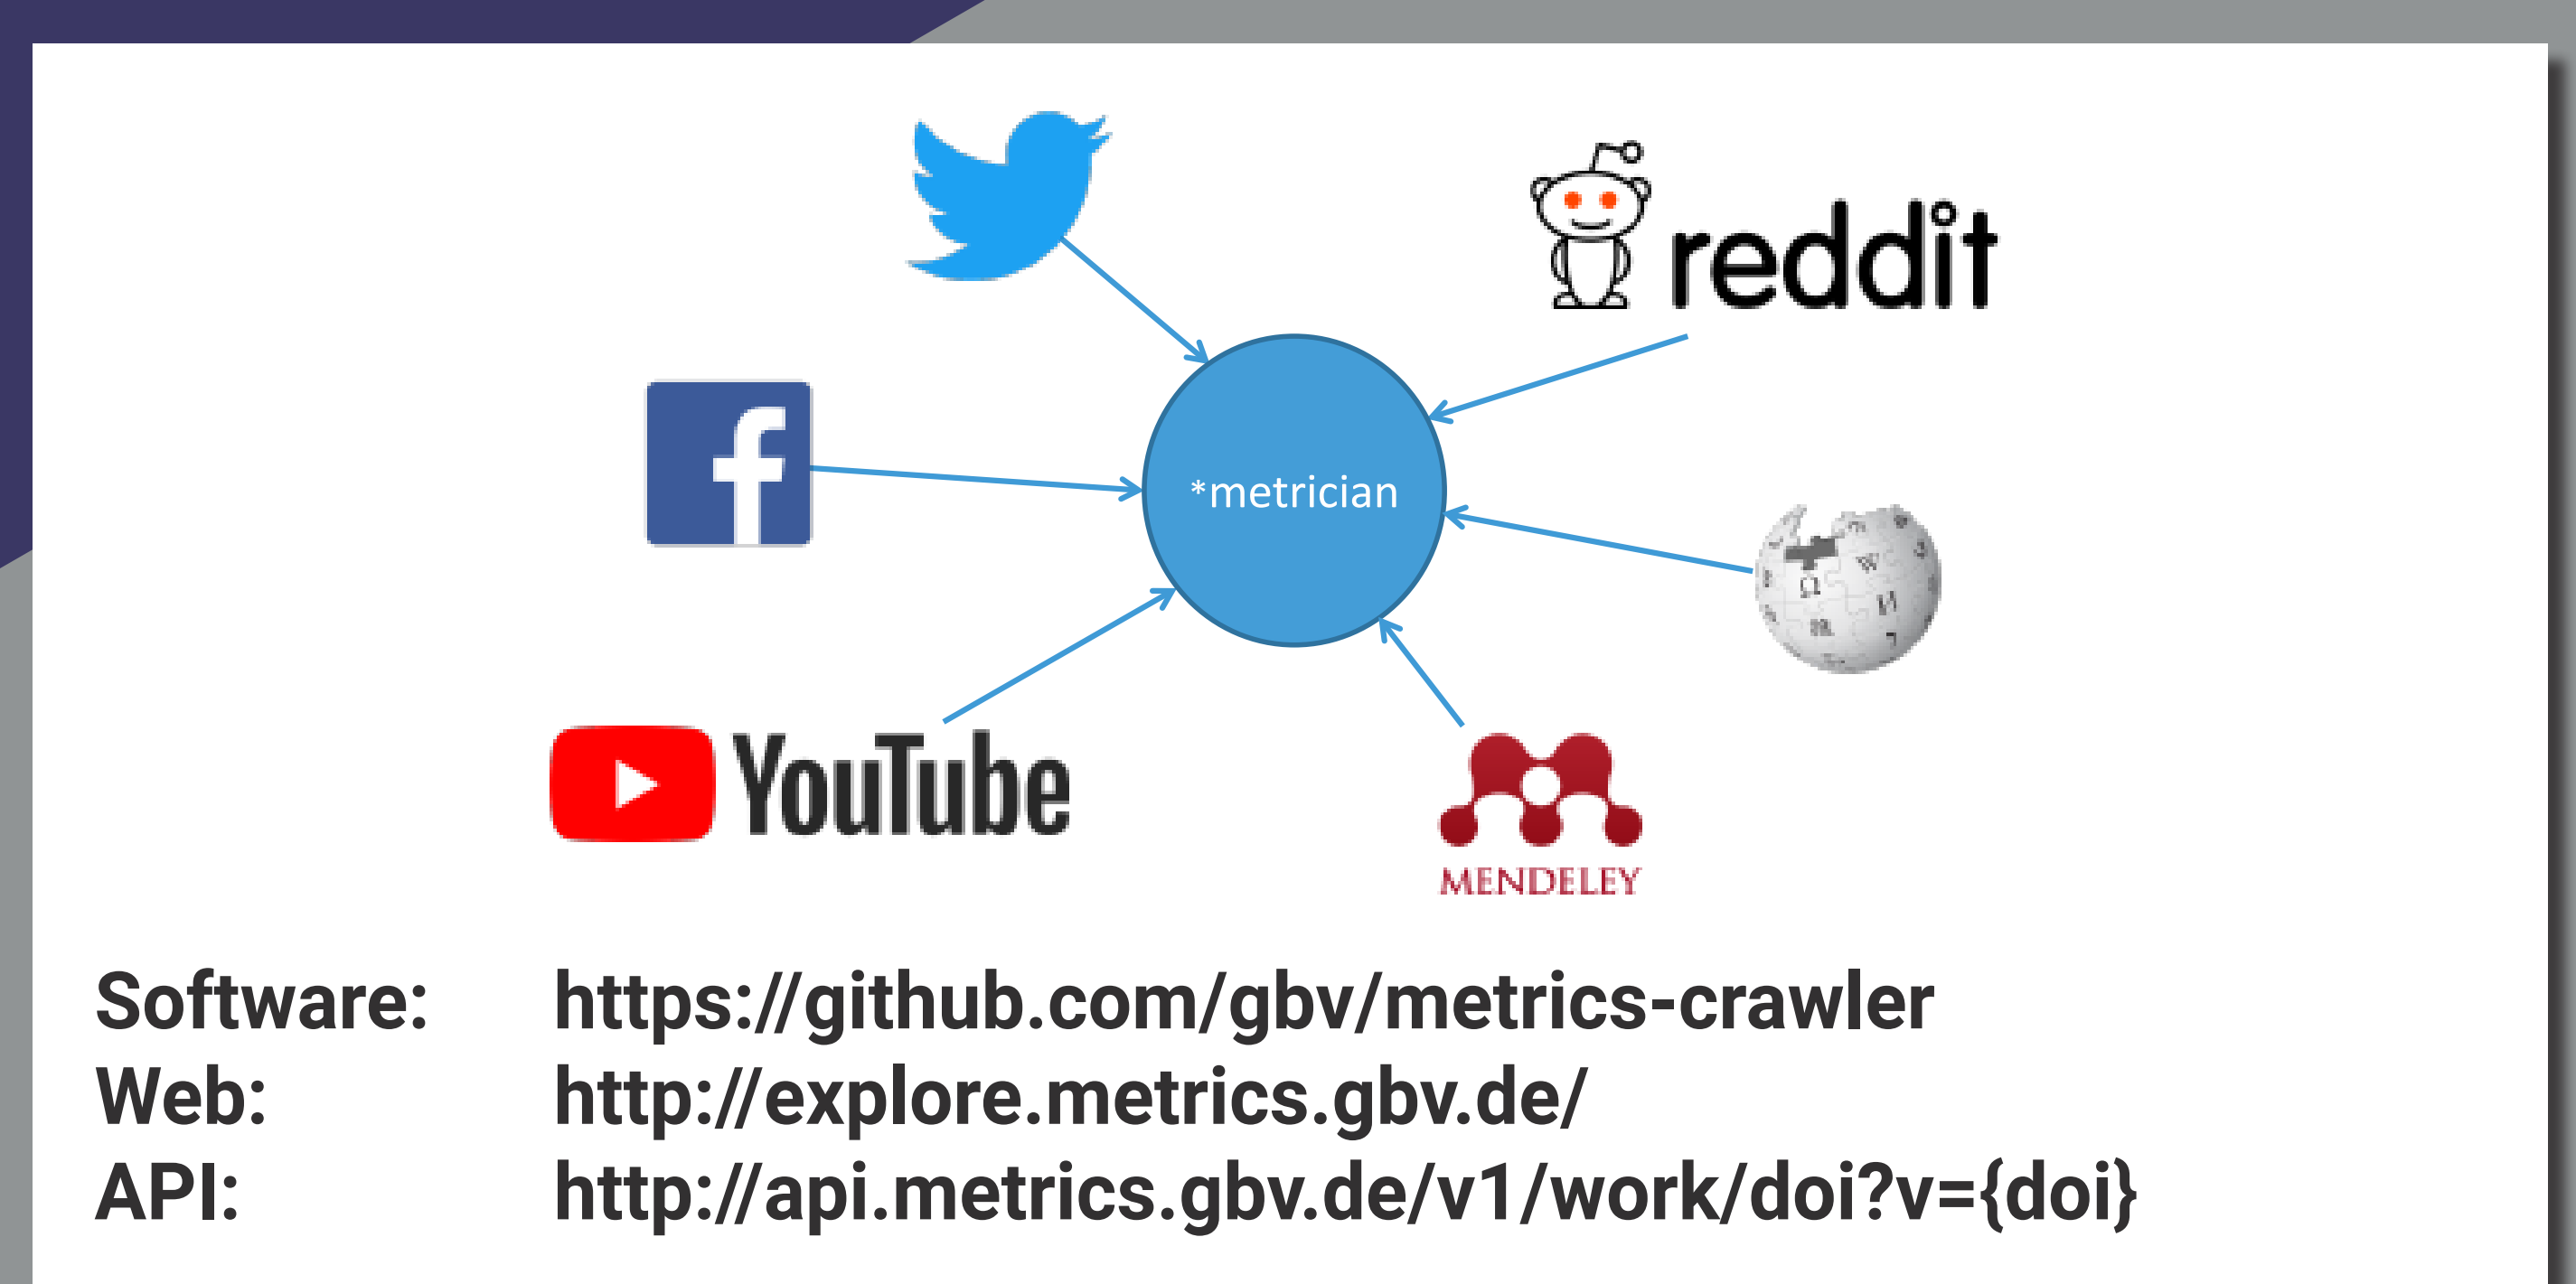 reddit
*metrician
YouTube
MENDELEY
Software: https://github.com/gbv/metrics-crawler
Web: http://explore.metrics.gbv.de/
API: http://api.metrics.gbv.de/v1/work/doi?v={doi}